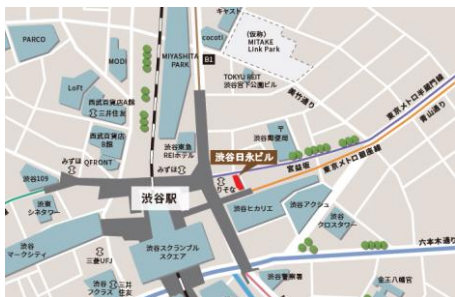 キャスト
PARCO
cocoti
(仮称)
MITAKE
Link Park
MODI
MIYASHITA
PARK
B1
TOKYU REIT
渋谷宮下公園ビル
美竹通り
LOFT
西武百貨店A館
三井住友
西武百貨店
B館
渋谷東急
REIホテル
渋谷郵便局
東京メトロ半蔵門線
青山通り
みずほ
QFRONT
みずほ
渋谷日永ビル
宮益坂
東京メトロ銀座線
渋谷109
りそな
渋谷駅
渋東
シネタワー
渋谷ヒカリエ
渋谷アクシュ
渋谷
クロスタワー
渋谷
マークシティ
渋谷スクランブル
スクエア
六本木通り
三菱UFJ
渋谷
フクラス
三井
住友
渋谷警察署
金王八幡宮